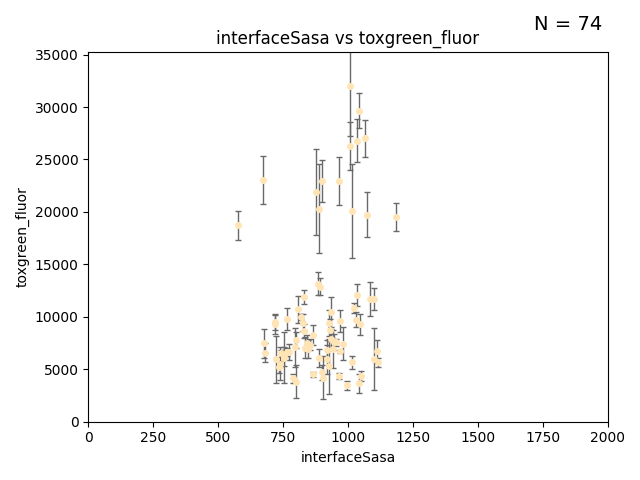 N = 74
interfaceSasa vs toxgreen_fluor
toxgreen_fluor
35000
30000
25000
20000
15000
10000
5000
0
0 250 500 750 1000 1250 1500 1750 2000
interfaceSasa